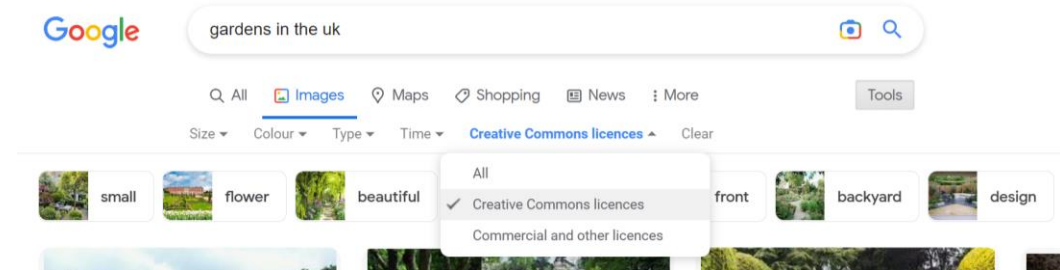 Google gardens in the uk
All Images Maps Shopping News More Tools
Size Colour Type Time Creative Commons licences Clear
All
small flower beautiful front backyard design
Creative Commons licences
Commercial and other licences